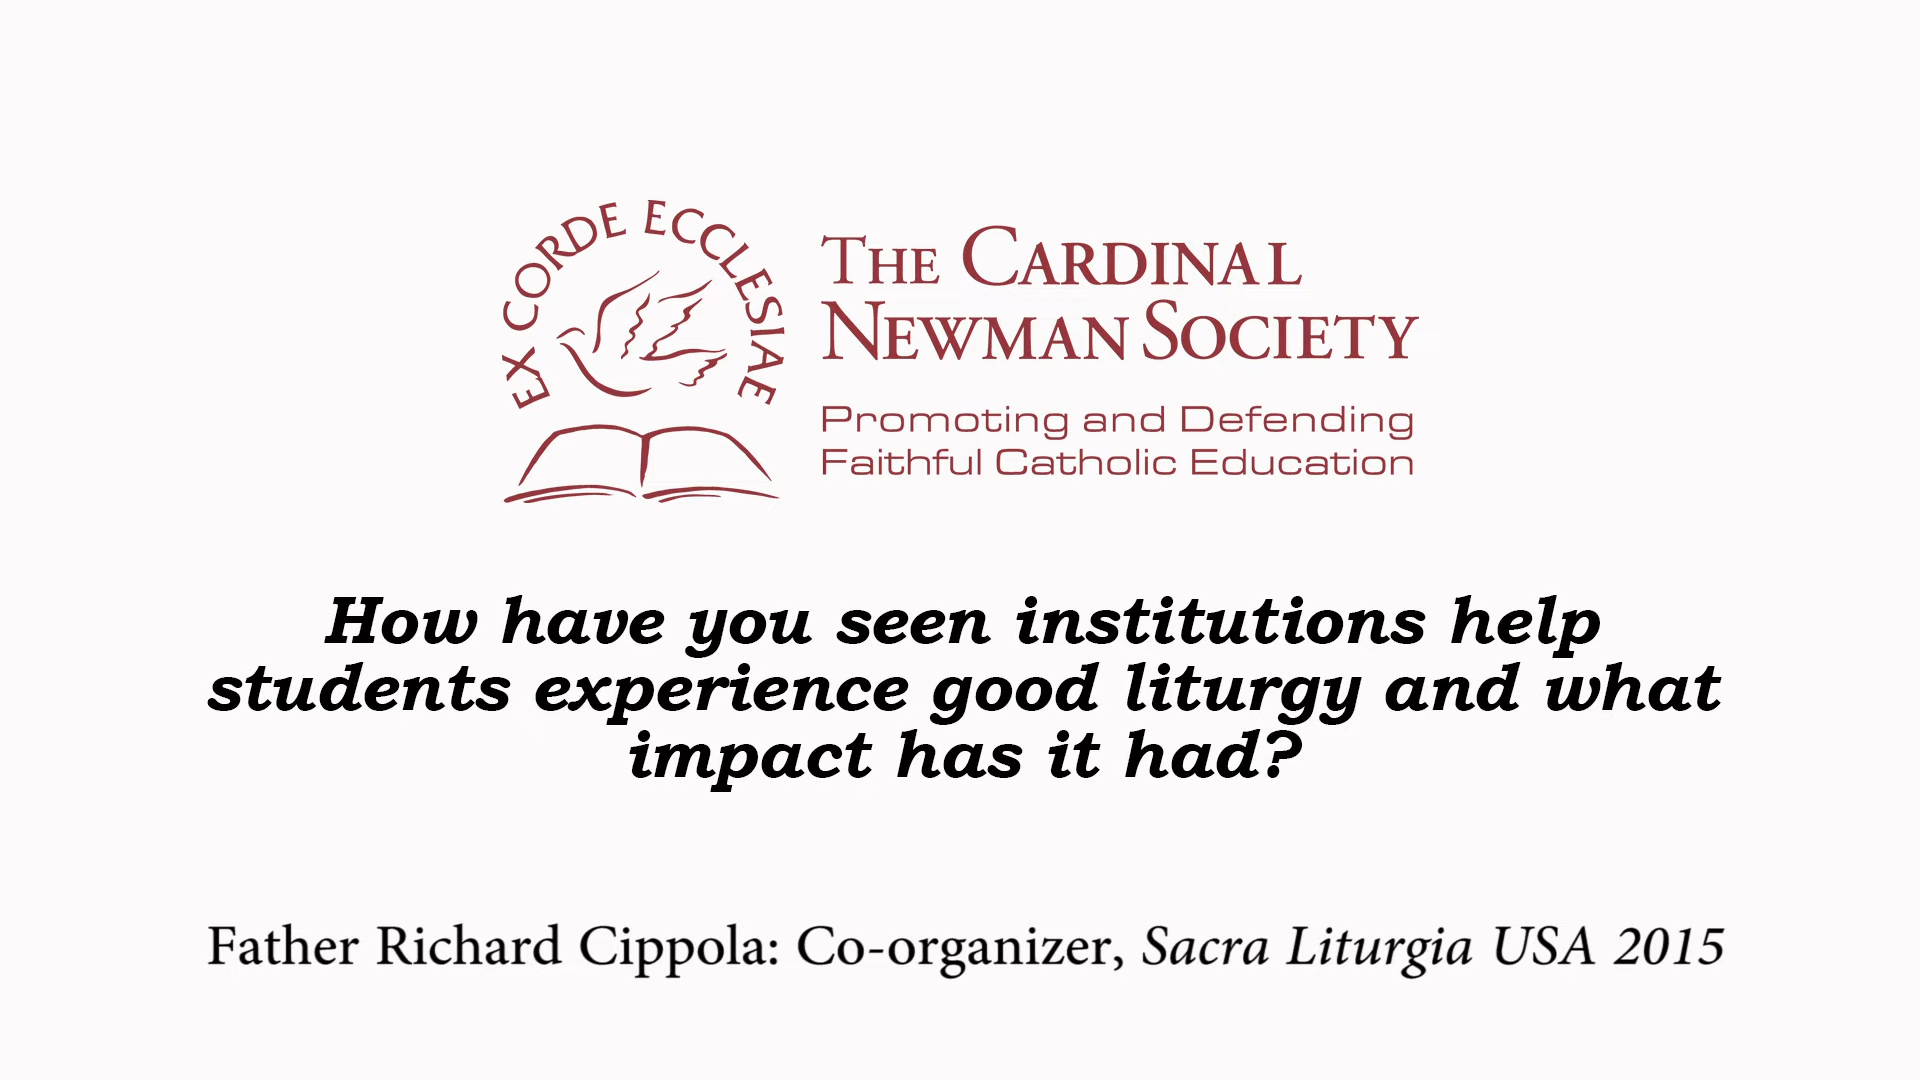 EX CORDE ECCLESIAE
THE CARDINAL
NEWMAN SOCIETY
Promoting and Defending
Faithful Catholic Education
How have you seen institutions help
students experience good liturgy and what
impact has it had?
Father Richard Cippola: Co-organizer, Sacra Liturgia USA 2015